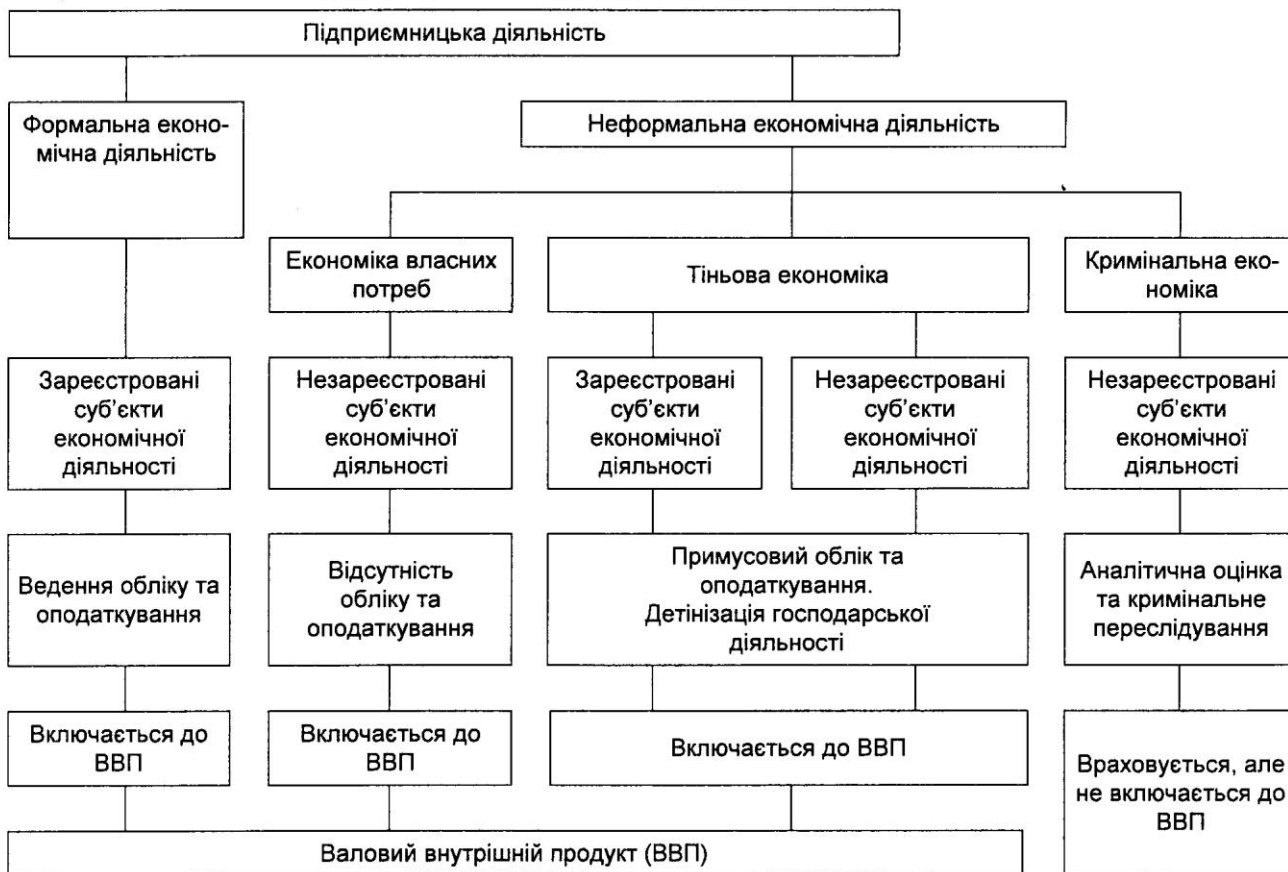 Підприємницька діяльність
Формальна еконо-
мічна діяльність
Неформальна економічна діяльність
Економіка власних
потреб
Тіньова економіка
Кримінальна еко-
номіка
Зареєстровані
суб’єкти
економічної
діяльності
Незареєстровані
суб’єкти
економічної
діяльності
Зареєстровані
суб’єкти
економічної
діяльності
Незареєстровані
суб’єкти
економічної
діяльності
Незареєстровані
суб’єкти
економічної
діяльності
Ведення обліку та
оподаткування
Відсутність
обліку та
оподаткування
Примусовий облік та
оподаткування.
Детінізація господарської
діяльності
Аналітична оцінка
та кримінальне
переслідування
Включається до
ВВП
Включається до
ВВП
Включається до ВВП
Враховується, але
не включається до
ВВП
Валовий внутрішній продукт (ВВП)